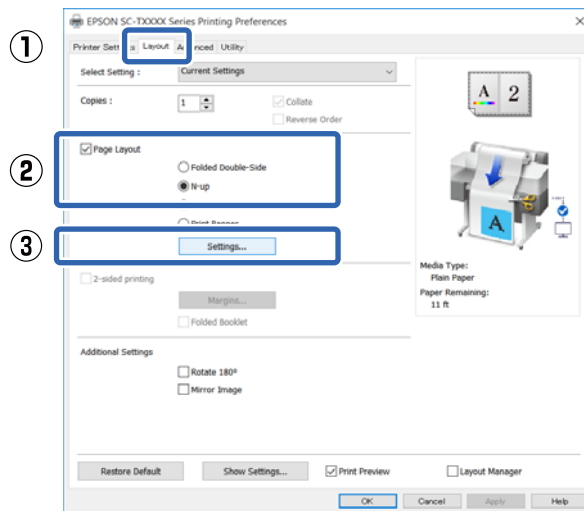 EPSON SC-TXXXX Series Printing Preferences
1
Layout Utility
Select Setting : Current Settings
Copies : 1 Collate
Reverse Order
A 2
2
Page Layout
Folded Double-Side
N-up
Print Banner
A
3
Settings...
Media Type:
Plain Paper
Paper Remaining:
11 ft
2-sided printing
Margins...
Folded Booklet
Additional Settings
Rotate 180°
Mirror Image
Restore Default Show Settings... Print Preview Layout Manager
OK Cancel Apply Help